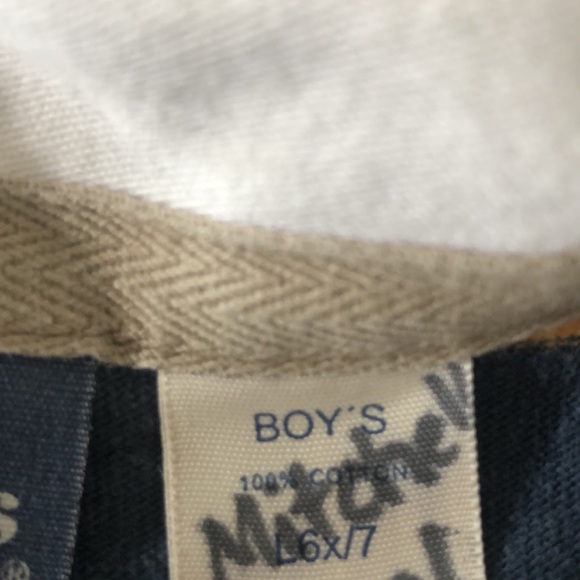 BOY'S
100% COTTON
Mitchell
L6x/7
S
®